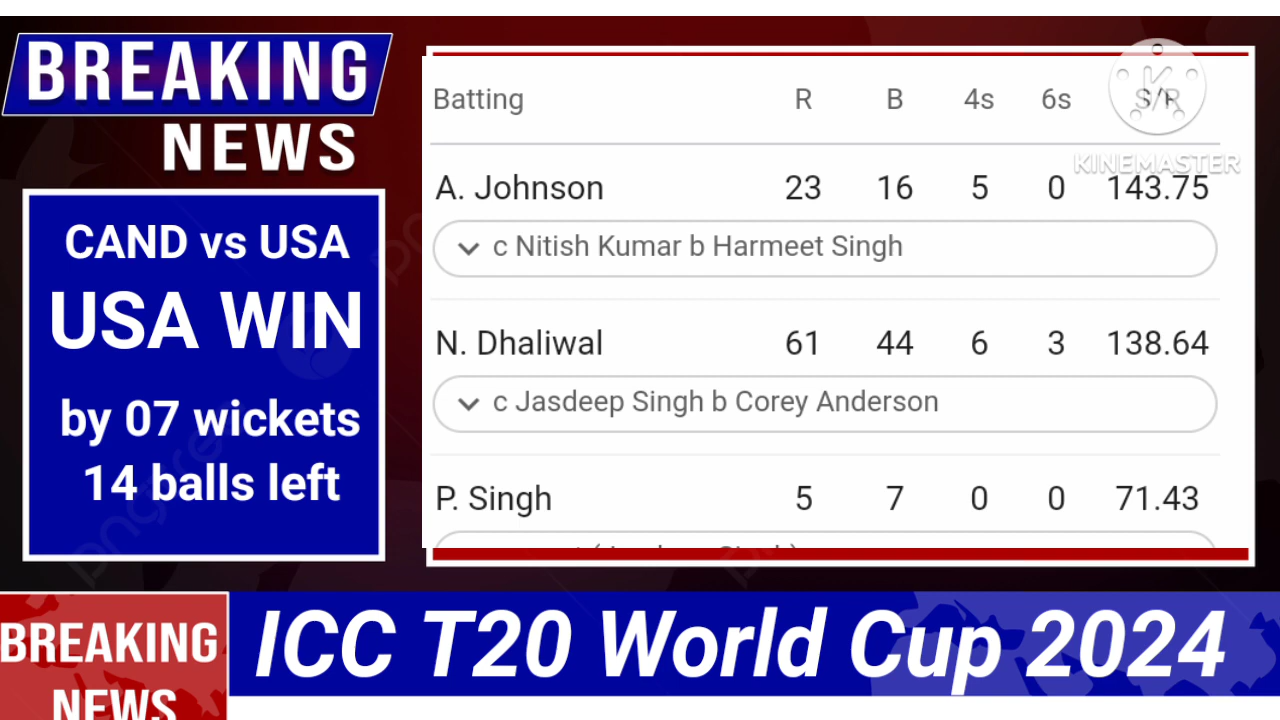 BREAKING
NEWS
CAND vs USA
USA WIN
by 07 wickets
14 balls left
Batting R B 4s 6s S/R
KINEMASTER
A. Johnson 23 16 5 0 143.75
c Nitish Kumar b Harmeet Singh
N. Dhaliwal 61 44 6 3 138.64
c Jasdeep Singh b Corey Anderson
P. Singh 5 7 0 0 71.43
BREAKING
NEWS
ICC T20 World Cup 2024